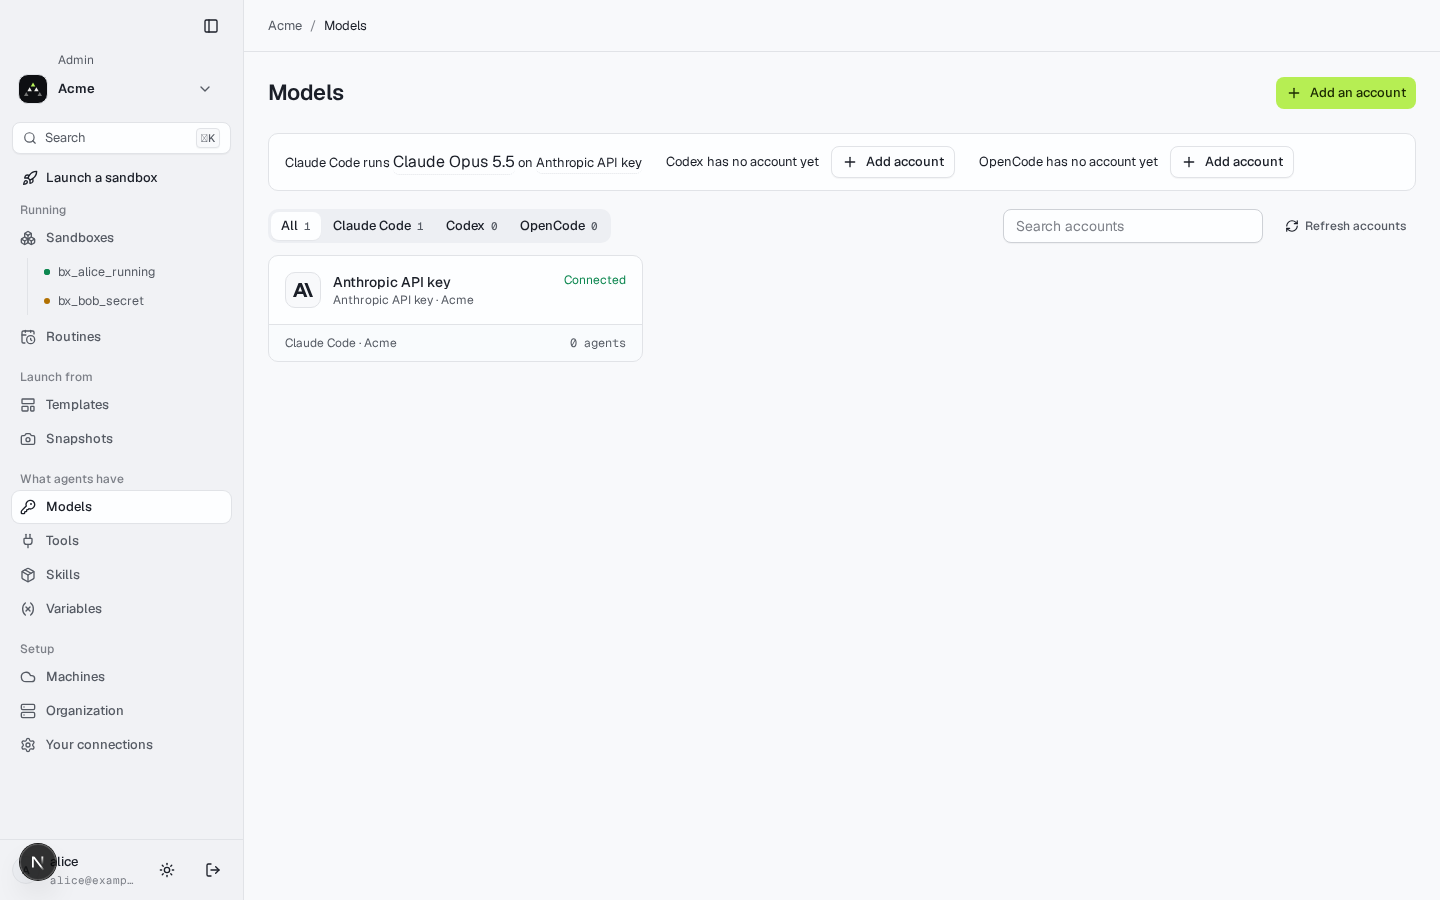 Admin
Acme
Search
K
Launch a sandbox
Running
Sandboxes
bx_alice_running
bx_bob_secret
Routines
Launch from
Templates
Snapshots
What agents have
Models
Tools
Skills
Variables
Setup
Machines
Organization
Your connections
N
alice
alice@examp…
Acme / Models
Models
Add an account
Claude Code runs Claude Opus 5.5 on Anthropic API key
Codex has no account yet
Add account
OpenCode has no account yet
Add account
All 1
Claude Code 1
Codex 0
OpenCode 0
Search accounts
Refresh accounts
Anthropic API key
Connected
Anthropic API key · Acme
Claude Code · Acme
0 agents